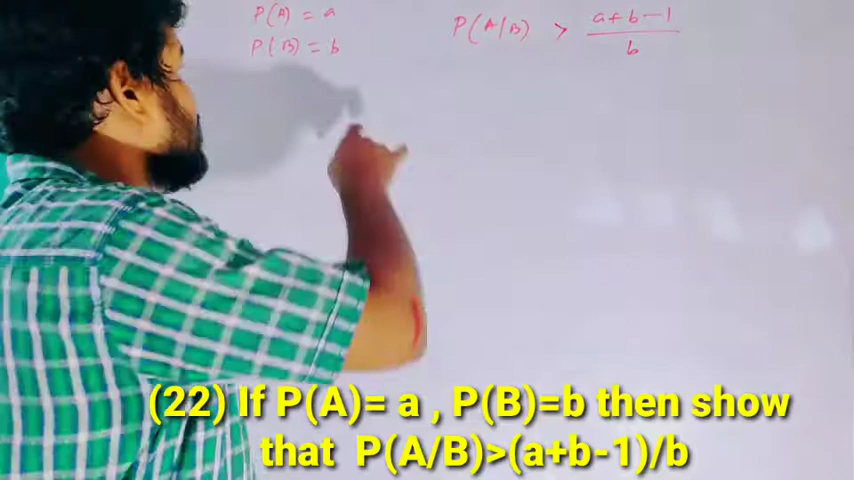 P(A) = a
P(B) = b
P(A/B) > a+b-1
b
(22) If P(A)= a , P(B)=b then show
that P(A/B)>(a+b-1)/b